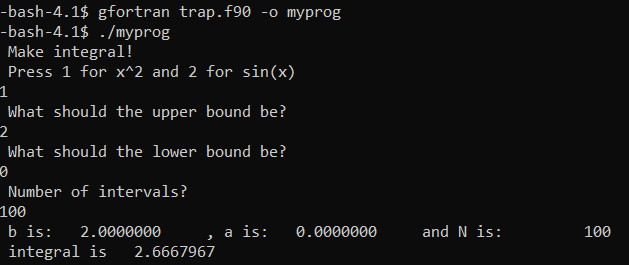 -bash-4.1$ gfortran trap.f90 -o myprog
-bash-4.1$ ./myprog
 Make integral!
 Press 1 for x^2 and 2 for sin(x)
1
 What should the upper bound be?
2
 What should the lower bound be?
0
 Number of intervals?
100
 b is:   2.0000000     , a is:   0.0000000     and N is:         100
 integral is   2.6667967